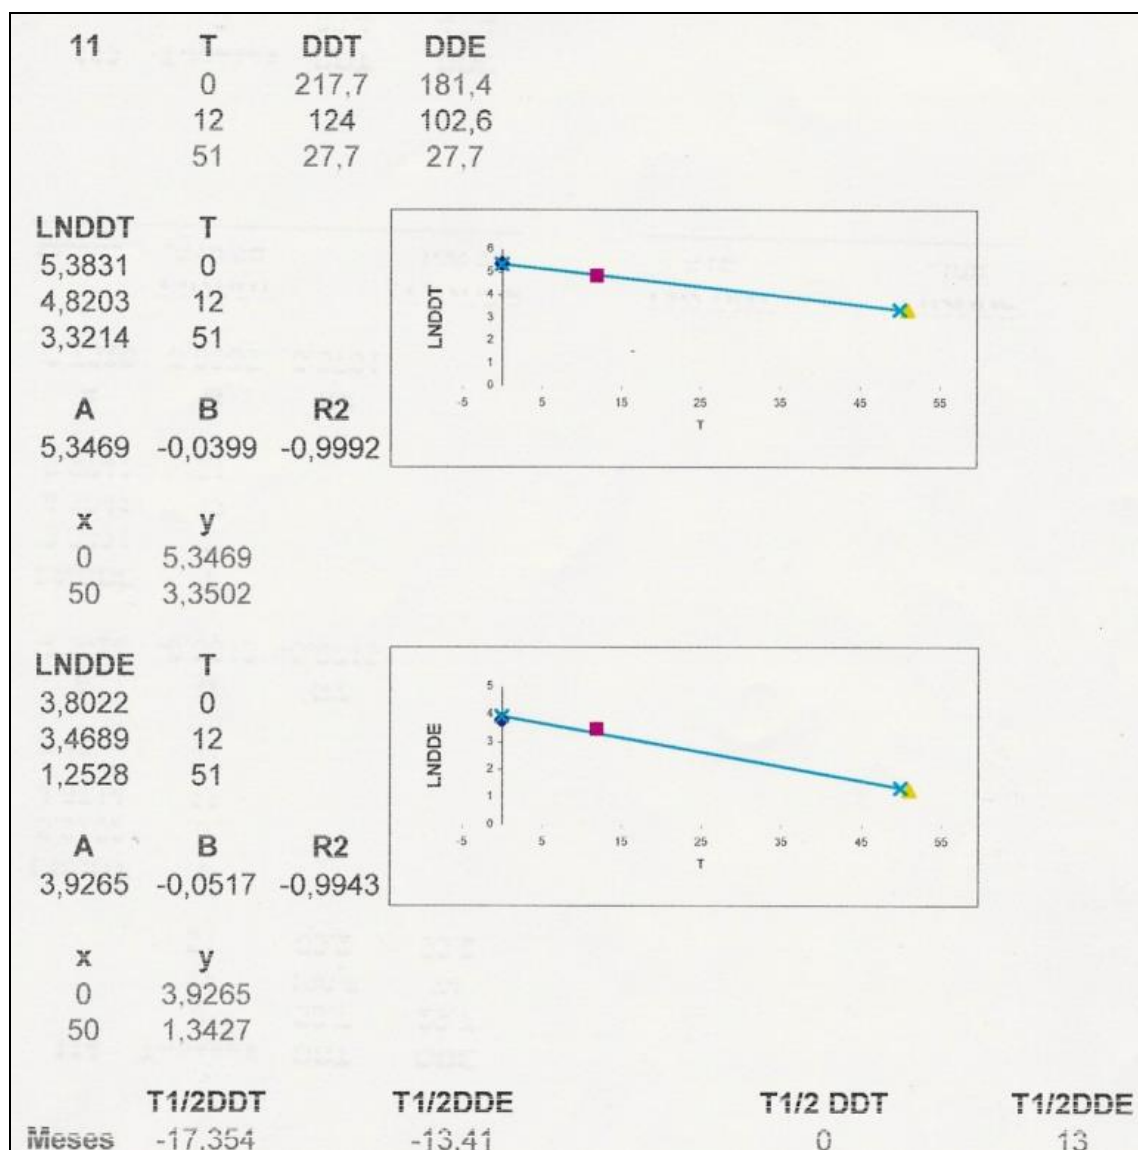 11 T DDT DDE
0 217,7 181,4
12 124 102,6
51 27,7 27,7
LNDDT T
5,3831 0
4,8203 12
3,3214 51
A B R2
5,3469 -0,0399 -0,9992
6
5
4
3
2
1
0
LNDDT
-5 5 15 25 35 45 55
T
x y
0 5,3469
50 3,3502
LNDDE T
3,8022 0
3,4689 12
1,2528 51
A B R2
3,9265 -0,0517 -0,9943
5
4
3
2
1
0
LNDDE
-5 5 15 25 35 45 55
T
x y
0 3,9265
50 1,3427
T1/2DDT T1/2DDE T1/2 DDT T1/2DDE
Meses -17,354 -13,41 0 13